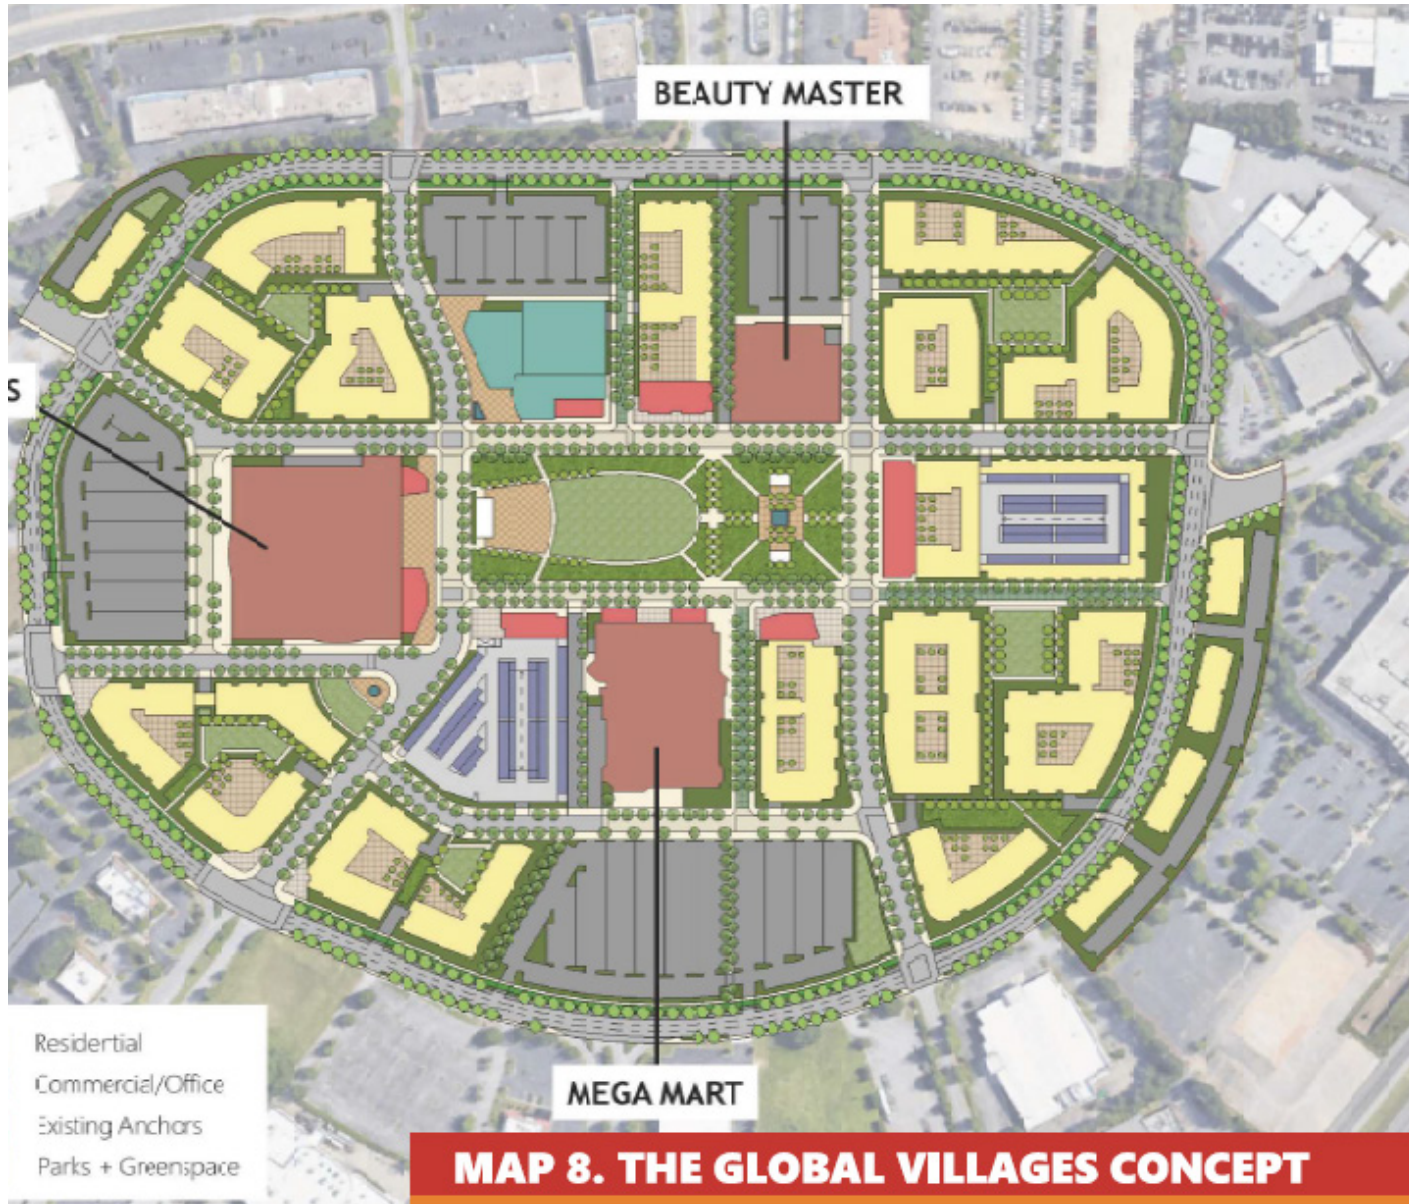 BEAUTY MASTER
S
Residential
Commercial/Office
Existing Anchors
Parks + Greenspace
MEGA MART
MAP 8. THE GLOBAL VILLAGES CONCEPT